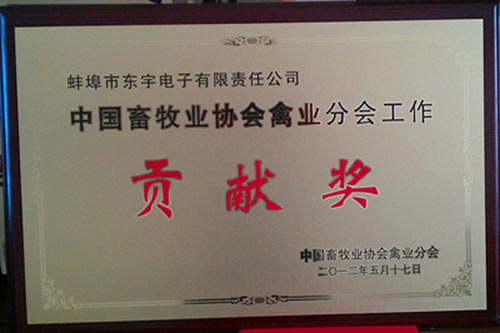 蚌埠市东宇电子有限责任公司
中国畜牧业协会禽业分会工作
贡献奖
中国畜牧业协会禽业分会
二〇一二年五月十七日